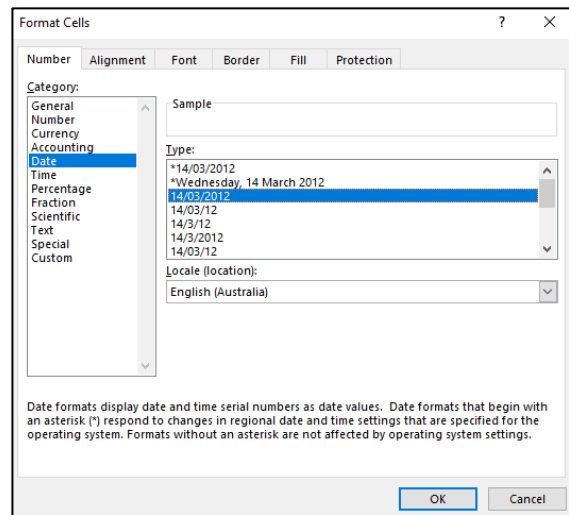 Format Cells ? ×
Number Alignment Font Border Fill Protection
Category:
General
Number
Currency
Accounting
Date
Time
Percentage
Fraction
Scientific
Text
Special
Custom
Sample
Type:
*14/03/2012
*Wednesday, 14 March 2012
14/03/2012
14/03/12
14/3/12
14/3/2012
14/03/12
Locale (location):
English (Australia)
Date formats display date and time serial numbers as date values. Date formats that begin with
an asterisk (*) respond to changes in regional date and time settings that are specified for the
operating system. Formats without an asterisk are not affected by operating system settings.
OK Cancel